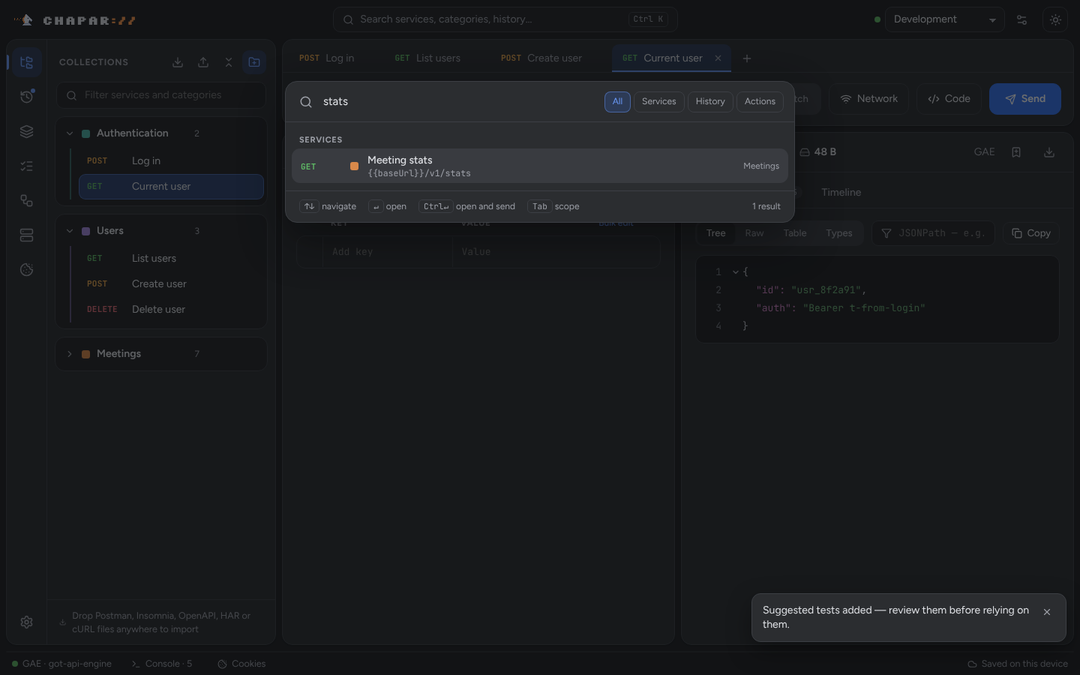 CHAPAR://
Search services, categories, history...
Ctrl K
Development
COLLECTIONS
POST Log in
GET List users
POST Create user
GET Current user
Filter services and categories
stats
All
Services
History
Actions
tch
Network
Code
Send
Authentication 2
POST Log in
GET Current user
SERVICES
GET Meeting stats
{{baseUrl}}/v1/stats
Meetings
48 B
GAE
Timeline
↑↓ navigate
↵ open
Ctrl↵ open and send
Tab scope
1 result
Users 3
GET List users
POST Create user
DELETE Delete user
KEY
VALUE
Bulk edit
Add key
Value
Tree
Raw
Table
Types
JSONPath — e.g.
Copy
1 {
2 "id": "usr_8f2a91",
3 "auth": "Bearer t-from-login"
4 }
Meetings 7
Drop Postman, Insomnia, OpenAPI, HAR or
cURL files anywhere to import
Suggested tests added — review them before relying on
them.
GAE · got-api-engine
Console · 5
Cookies
Saved on this device